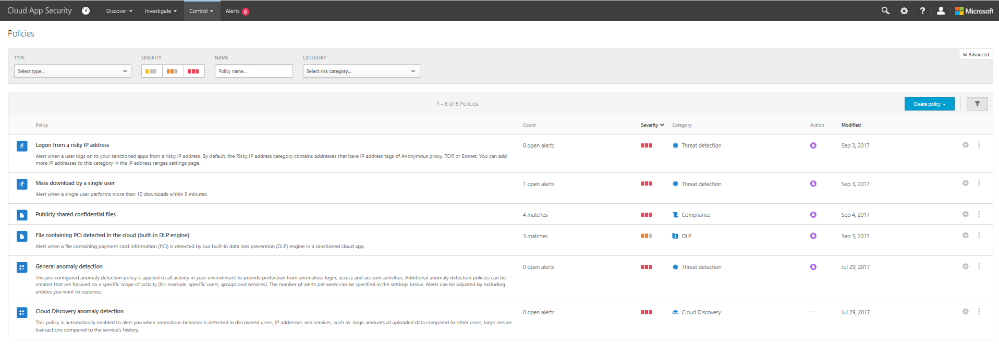 Cloud App Security Discover Investigate Control Alerts 6 ? Microsoft
Policies
TYPE SEVERITY NAME CATEGORY Advanced
Select type... Policy name... Select risk category...
1 - 6 of 6 Policies Create policy
Policy Count Severity Category Action Modified
Logon from a risky IP address 0 open alerts Threat detection Sep 3, 2017
Alert when a user logs on to your sanctioned apps from a risky IP address. By default, the Risky IP address category contains addresses that have IP address tags of Anonymous proxy, TOR or Botnet. You can add
more IP addresses to this category in the IP address ranges settings page.
Mass download by a single user 1 open alerts Threat detection Sep 3, 2017
Alert when a single user performs more than 10 downloads within 5 minutes.
Publicly shared confidential files 4 matches Compliance Sep 4, 2017
File containing PCI detected in the cloud (built-in DLP engine) 3 matches DLP Sep 3, 2017
Alert when a file containing payment card information (PCI) is detected by our built-in data loss prevention (DLP) engine in a sanctioned cloud app.
General anomaly detection 0 open alerts Threat detection Jul 29, 2017
The pre-configured anomaly detection policy is applied to all activity in your environment to provide protection from anomalous login, access and account activities. Additional anomaly detection policies can be
created that are focused on a specific scope of activity (for example, specific users, groups and services). The number of alerts per week can be specified in the settings below. Alerts can be adjusted by excluding
entities you want to suppress.
Cloud Discovery anomaly detection 0 open alerts Cloud Discovery — Jul 29, 2017
This policy is automatically enabled to alert you when anomalous behavior is detected in discovered users, IP addresses and services, such as: large amounts of uploaded data compared to other users, large service
transactions compared to the service's history.